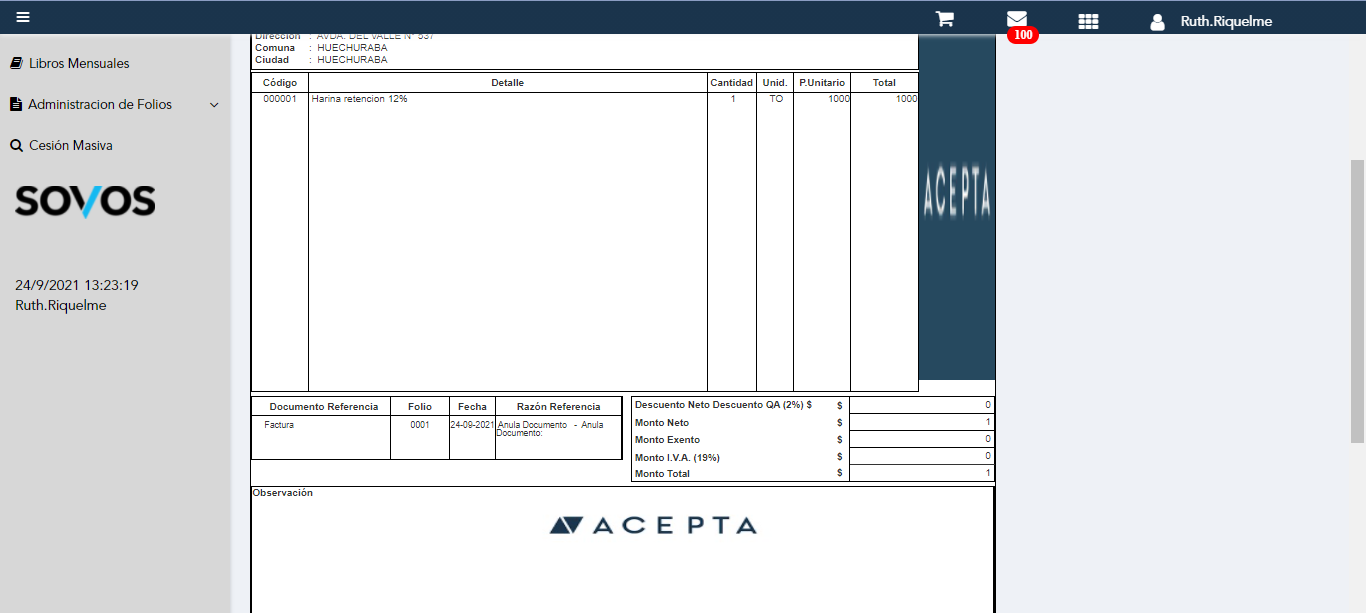 100
Ruth.Riquelme
Libros Mensuales
Administracion de Folios
Cesión Masiva
SOVOS
24/9/2021 13:23:19
Ruth.Riquelme
Dirección : AVDA. DEL VALLE N° 537
Comuna : HUECHURABA
Ciudad : HUECHURABA
Código Detalle Cantidad Unid. P.Unitario Total
000001 Harina retencion 12% 1 TO 1000 1000
ACEPTA
Documento Referencia Folio Fecha Razón Referencia
Factura 0001 24-09-2021 Anula Documento - Anula
Documento:
Descuento Neto Descuento QA (2%) $ $ 0
Monto Neto $ 1
Monto Exento $ 0
Monto I.V.A. (19%) $ 0
Monto Total $ 1
Observación
ACEPTA